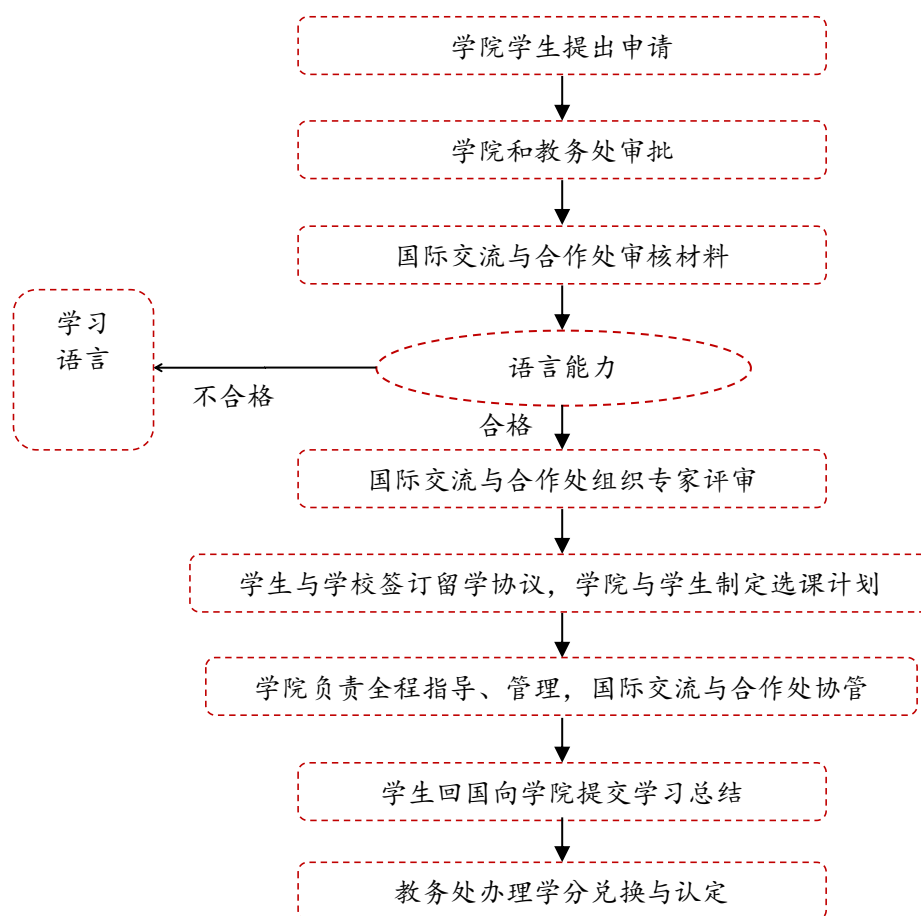 学院学生提出申请
学院和教务处审批
国际交流与合作处审核材料
学习
语言
语言能力
不合格
合格
国际交流与合作处组织专家评审
学生与学校签订留学协议，学院与学生制定选课计划
学院负责全程指导、管理，国际交流与合作处协管
学生回国向学院提交学习总结
教务处办理学分兑换与认定